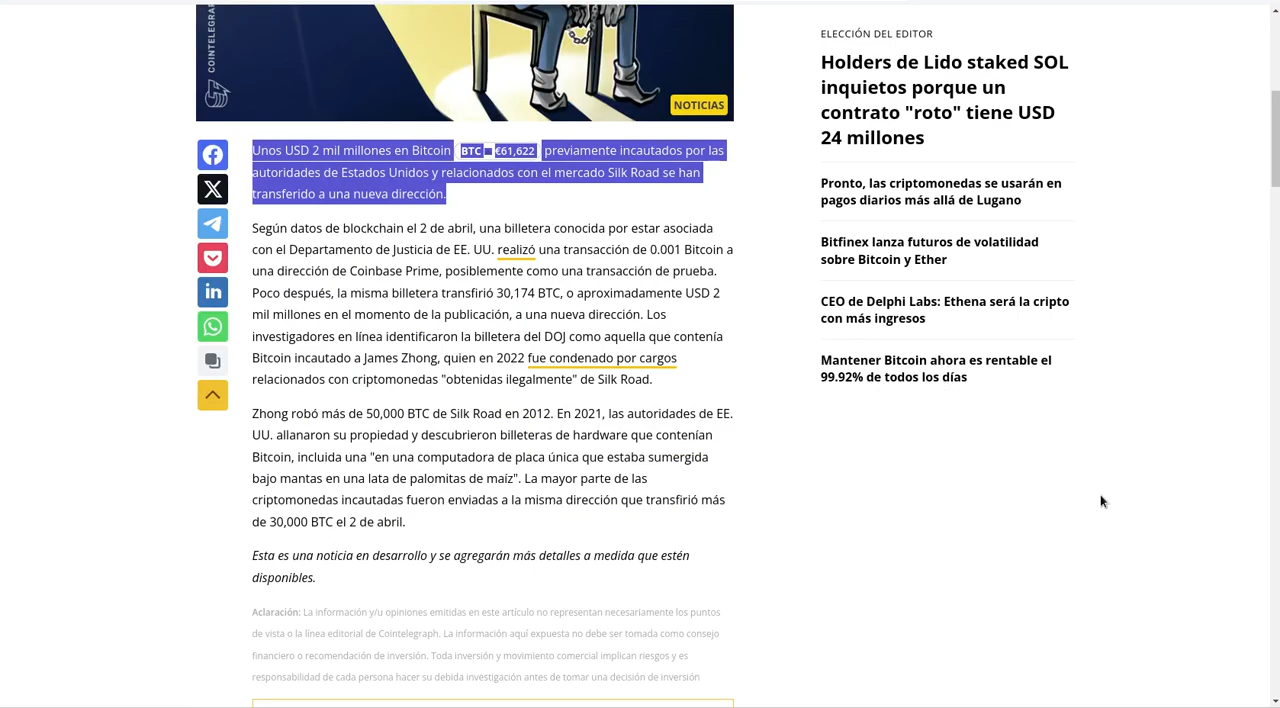 COINTELEGRAPH
NOTICIAS
Unos USD 2 mil millones en Bitcoin BTC €61,622 previamente incautados por las
autoridades de Estados Unidos y relacionados con el mercado Silk Road se han
transferido a una nueva dirección.
Según datos de blockchain el 2 de abril, una billetera conocida por estar asociada
con el Departamento de Justicia de EE. UU. realizó una transacción de 0.001 Bitcoin a
una dirección de Coinbase Prime, posiblemente como una transacción de prueba.
Poco después, la misma billetera transfirió 30,174 BTC, o aproximadamente USD 2
mil millones en el momento de la publicación, a una nueva dirección. Los
investigadores en línea identificaron la billetera del DOJ como aquella que contenía
Bitcoin incautado a James Zhong, quien en 2022 fue condenado por cargos
relacionados con criptomonedas "obtenidas ilegalmente" de Silk Road.
Zhong robó más de 50,000 BTC de Silk Road en 2012. En 2021, las autoridades de EE.
UU. allanaron su propiedad y descubrieron billeteras de hardware que contenían
Bitcoin, incluida una "en una computadora de placa única que estaba sumergida
bajo mantas en una lata de palomitas de maíz". La mayor parte de las
criptomonedas incautadas fueron enviadas a la misma dirección que transfirió más
de 30,000 BTC el 2 de abril.
Esta es una noticia en desarrollo y se agregarán más detalles a medida que estén
disponibles.
Aclaración: La información y/u opiniones emitidas en este artículo no representan necesariamente los puntos
de vista o la línea editorial de Cointelegraph. La información aquí expuesta no debe ser tomada como consejo
financiero o recomendación de inversión. Toda inversión y movimiento comercial implican riesgos y es
responsabilidad de cada persona hacer su debida investigación antes de tomar una decisión de inversión
ELECCIÓN DEL EDITOR
Holders de Lido staked SOL
inquietos porque un
contrato "roto" tiene USD
24 millones
Pronto, las criptomonedas se usarán en
pagos diarios más allá de Lugano
Bitfinex lanza futuros de volatilidad
sobre Bitcoin y Ether
CEO de Delphi Labs: Ethena será la cripto
con más ingresos
Mantener Bitcoin ahora es rentable el
99.92% de todos los días